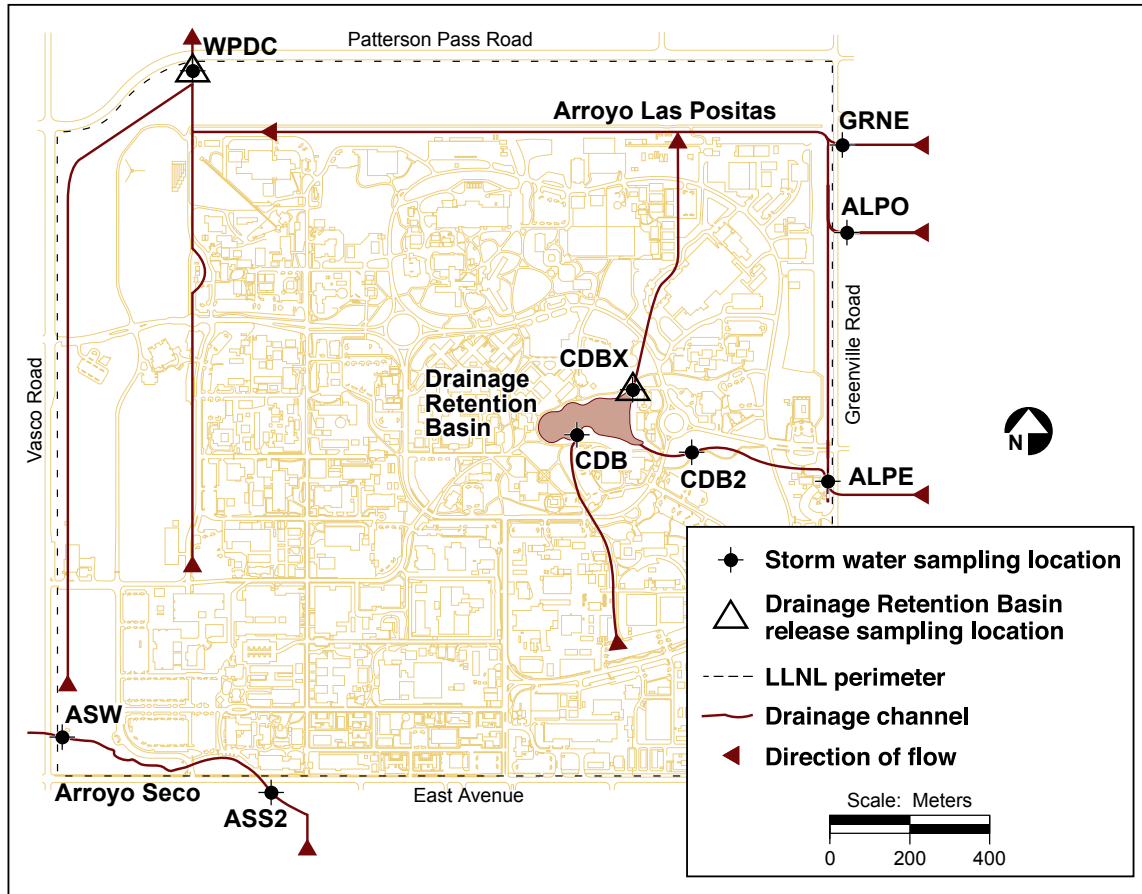 Patterson Pass Road
WPDC
Arroyo Las Positas
GRNE
ALPO
Vasco Road
Greenville Road
CDBX
Drainage
Retention
Basin
N
CDB
CDB2
ALPE
ASW
Arroyo Seco
ASS2
East Avenue
Storm water sampling location
Drainage Retention Basin
release sampling location
LLNL perimeter
Drainage channel
Direction of flow
Scale: Meters
0 200 400